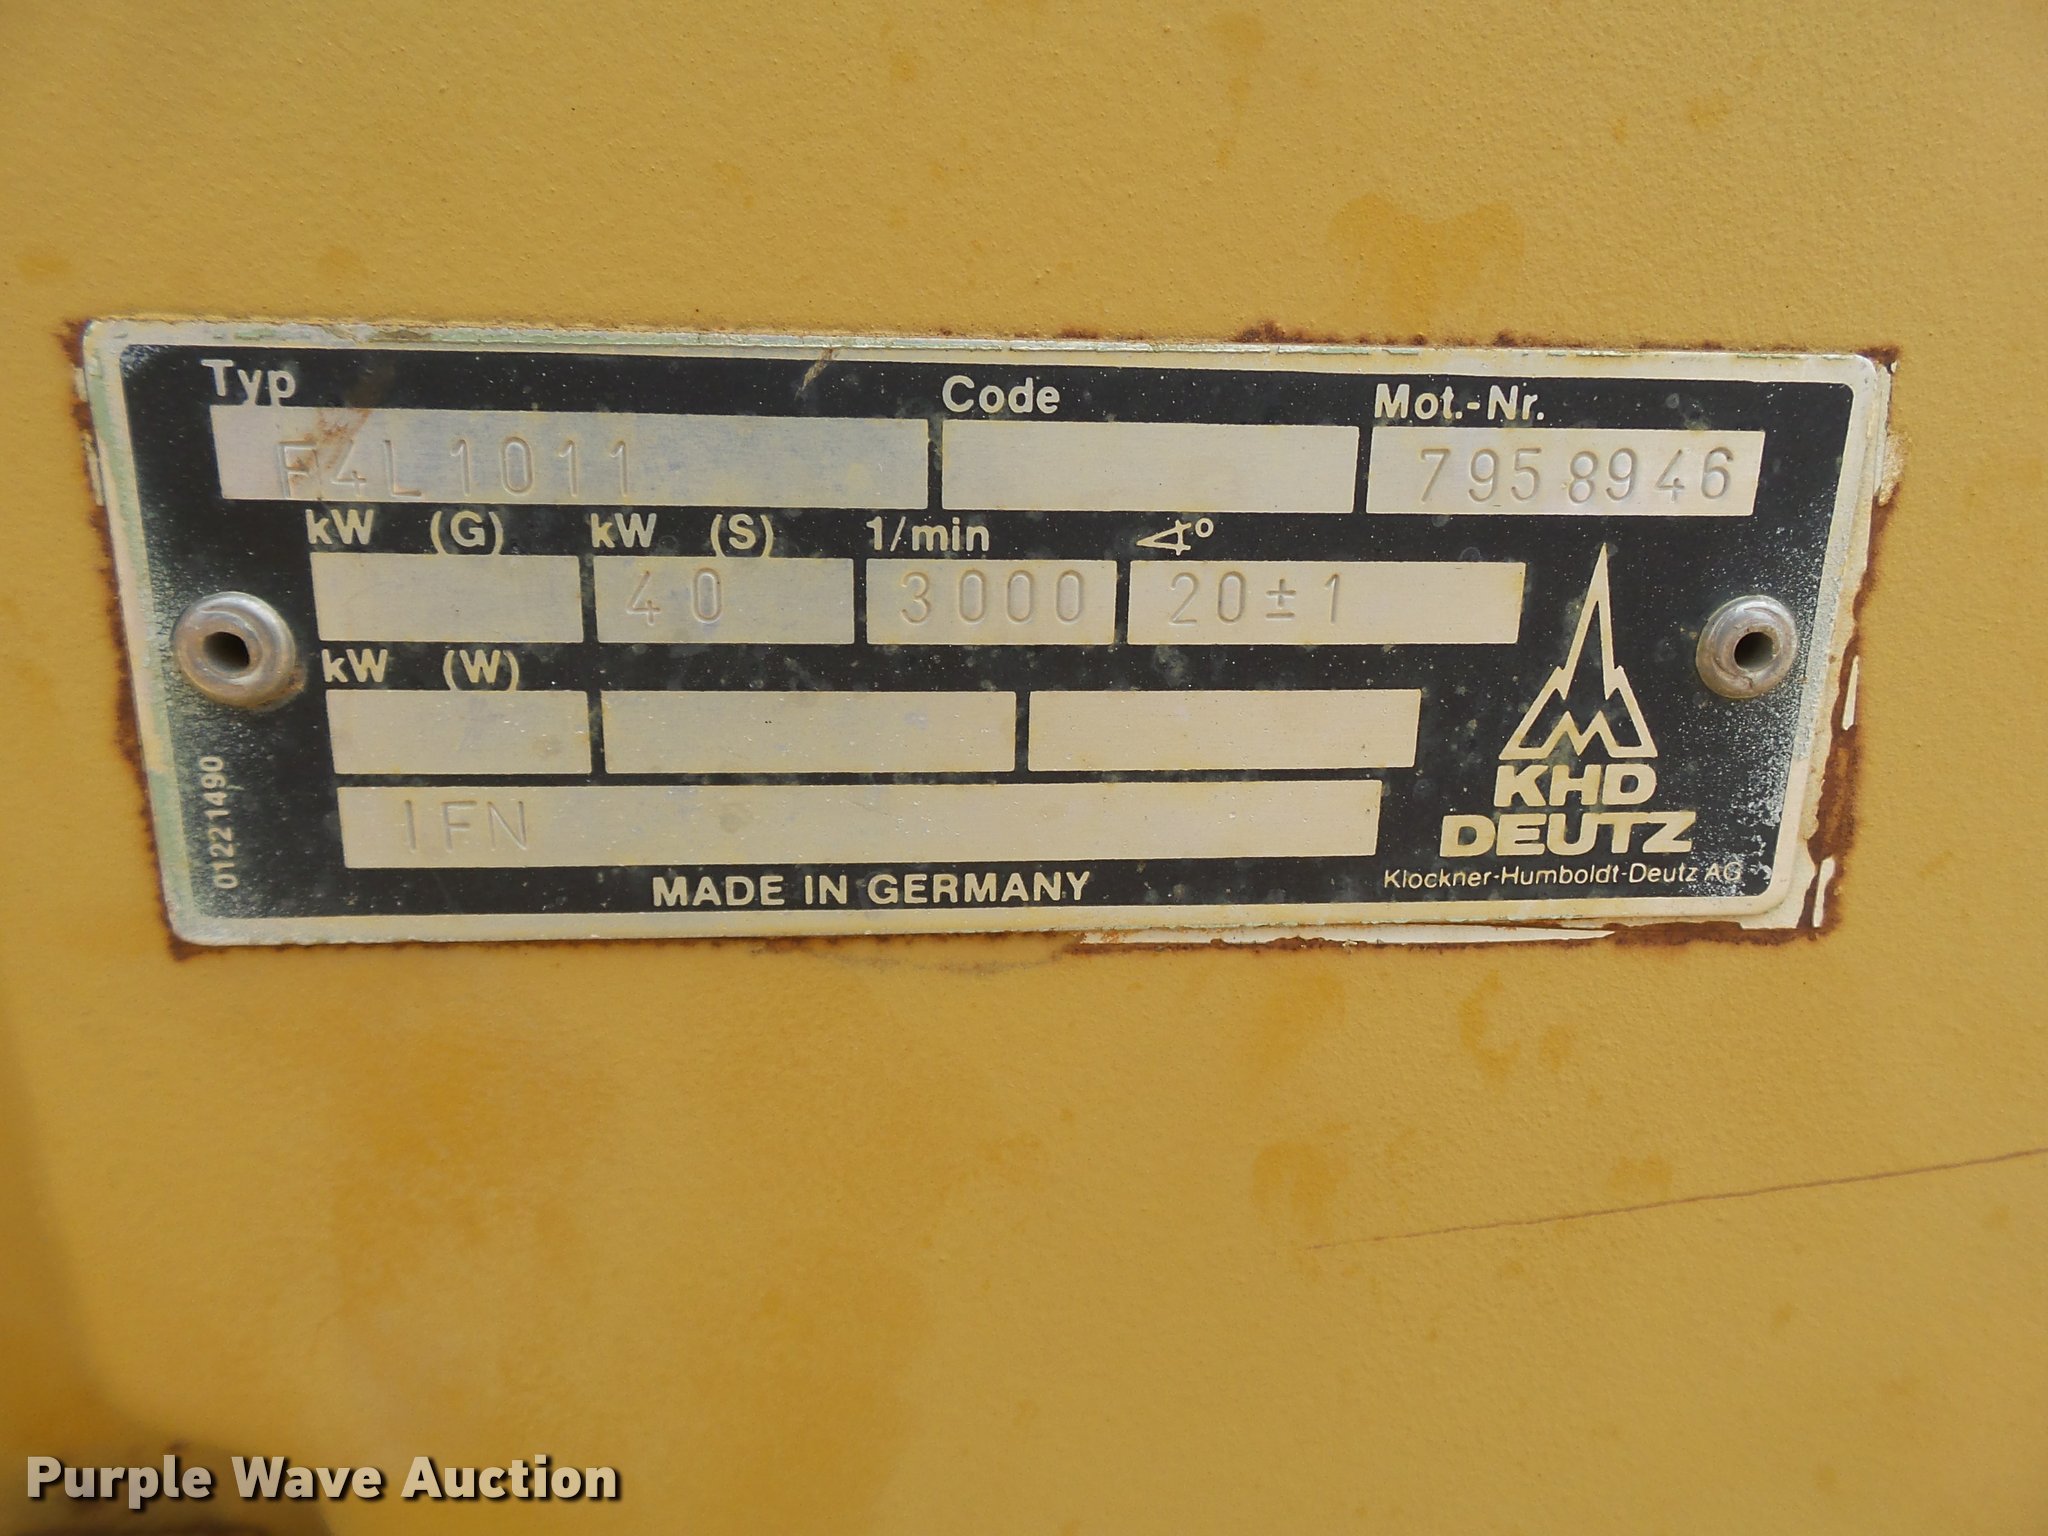 Typ Code Mot.-Nr.
F4L1011 7958946
kW (G) kW (S) 1/min ∢°
40 3000 20±1
kW (W)
IFN
01221490
MADE IN GERMANY
KHD
DEUTZ
Klockner-Humboldt-Deutz AG
Purple Wave Auction